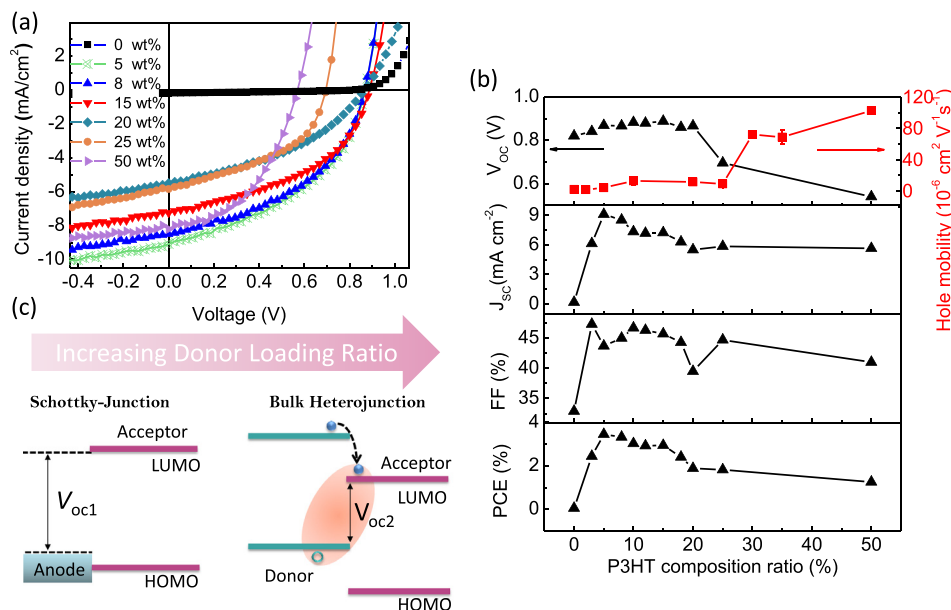 (a)
Current density (mA/cm²)
4
2
0
-2
-4
-6
-8
-10
0 wt%
5 wt%
8 wt%
15 wt%
20 wt%
25 wt%
50 wt%
-0.4 -0.2 0.0 0.2 0.4 0.6 0.8 1.0
Voltage (V)
(b)
V_OC (V)
1.0
0.8
0.6
Hole mobility (10⁻⁶ cm² V⁻¹s⁻¹)
120
80
40
0
J_SC (mA cm⁻²)
9
6
3
0
FF (%)
45
40
35
4
PCE (%)
2
0
0 10 20 30 40 50
P3HT composition ratio (%)
(c)
Increasing Donor Loading Ratio
Schottky-Junction
Acceptor
LUMO
V_oc1
Anode
HOMO
Bulk Heterojunction
Acceptor
LUMO
V_oc2
Donor
HOMO